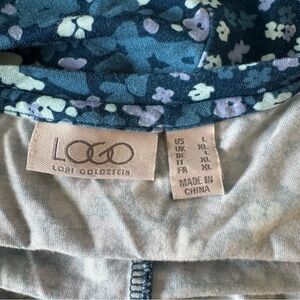 LOGO
LORI GOLDSTEIN
US L
UK XL
DE L
IT XL
FR XL
MADE IN
CHINA